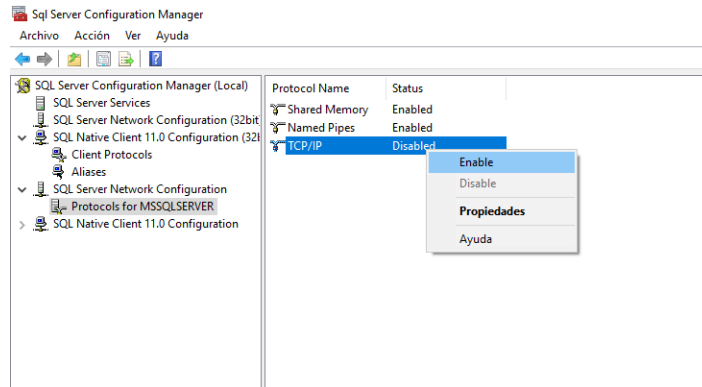 Sql Server Configuration Manager
Archivo Acción Ver Ayuda
SQL Server Configuration Manager (Local)
SQL Server Services
SQL Server Network Configuration (32bit
SQL Native Client 11.0 Configuration (32
Client Protocols
Aliases
SQL Server Network Configuration
Protocols for MSSQLSERVER
SQL Native Client 11.0 Configuration
Protocol Name Status
Shared Memory Enabled
Named Pipes Enabled
TCP/IP Disabled
Enable
Disable
Propiedades
Ayuda